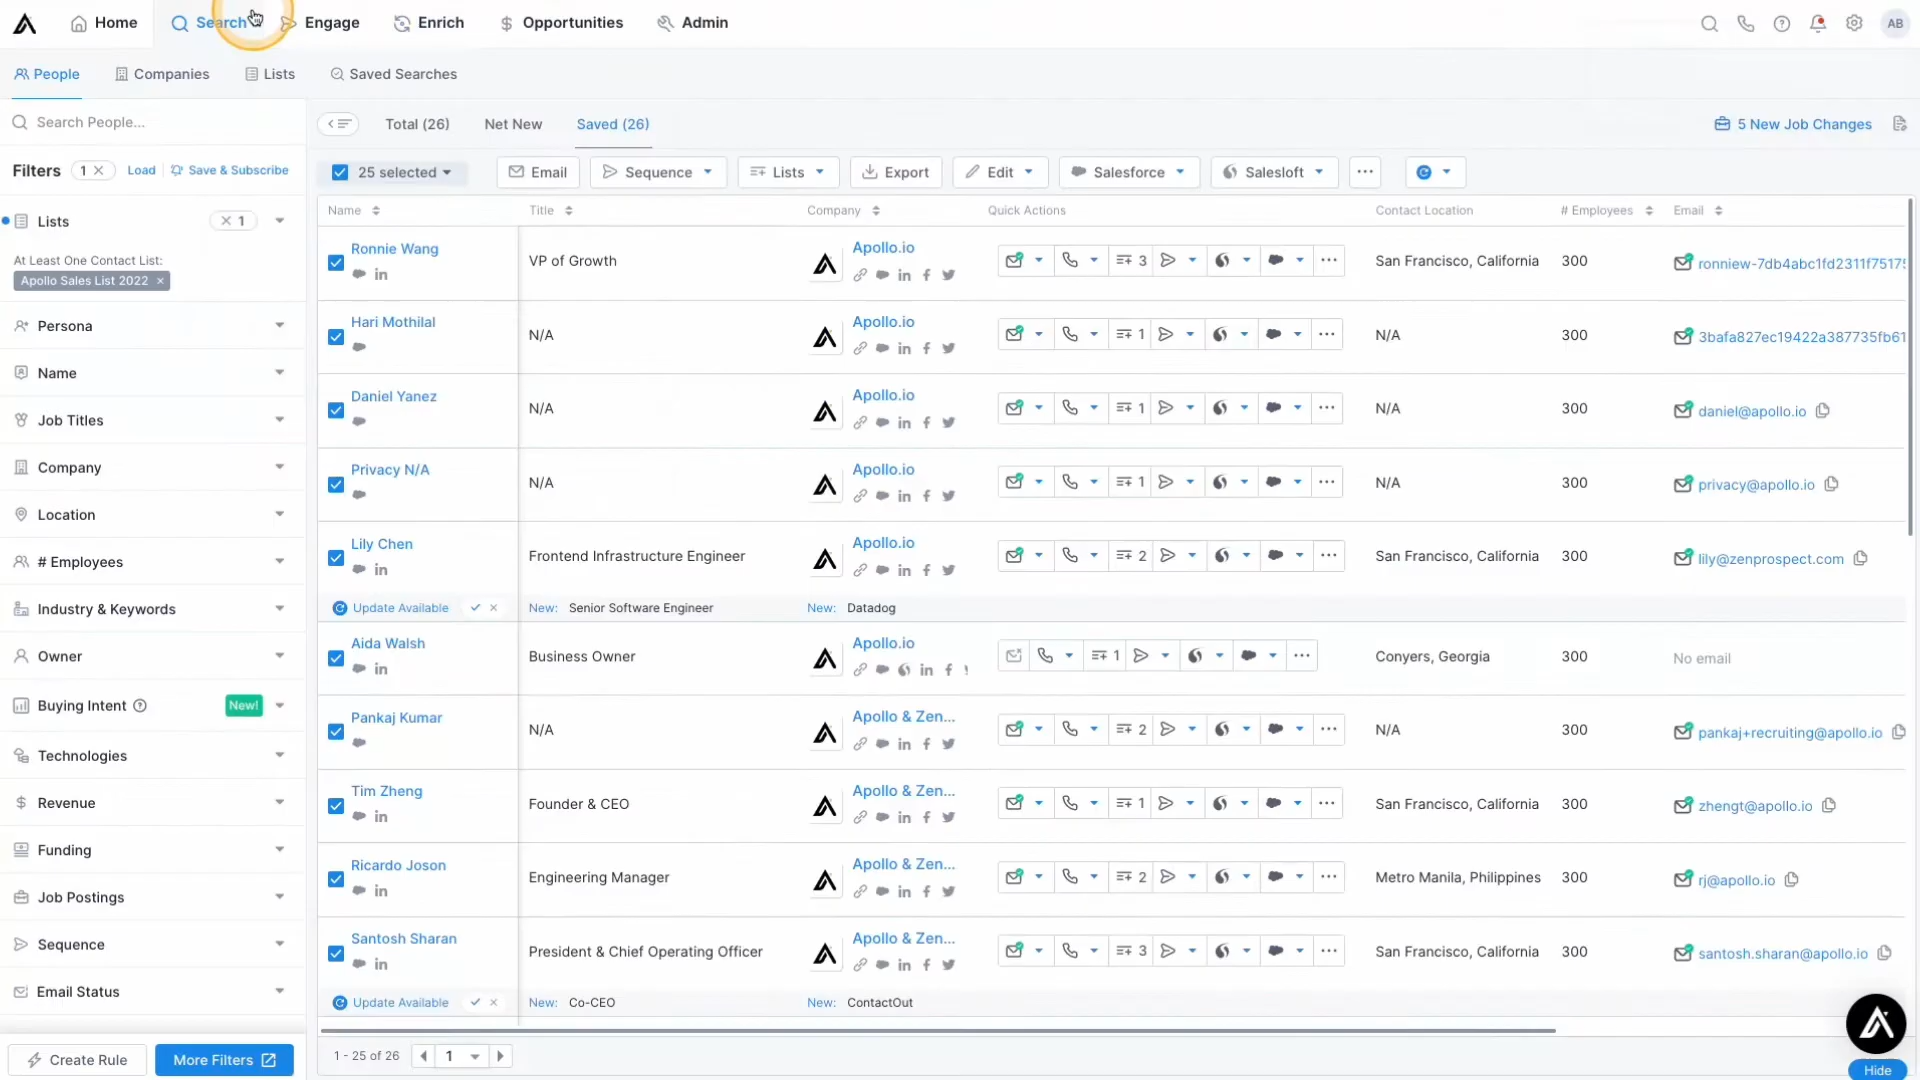 Home Search Engage Enrich Opportunities Admin AB
People Companies Lists Saved Searches
Search People...
Total (26) Net New Saved (26) 5 New Job Changes
Filters 1 Load Save & Subscribe
25 selected Email Sequence Lists Export Edit Salesforce Salesloft
Name Title Company Quick Actions Contact Location # Employees Email
Lists 1
At Least One Contact List:
Apollo Sales List 2022
Persona
Name
Job Titles
Company
Location
# Employees
Industry & Keywords
Owner
Buying Intent New!
Technologies
Revenue
Funding
Job Postings
Sequence
Email Status
Create Rule More Filters
Ronnie Wang VP of Growth Apollo.io 3 San Francisco, California 300 ronniew-7db4abc1fd2311f7517
Hari Mothilal N/A Apollo.io 1 N/A 300 3bafa827ec19422a387735fb61
Daniel Yanez N/A Apollo.io 1 N/A 300 daniel@apollo.io
Privacy N/A N/A Apollo.io 1 N/A 300 privacy@apollo.io
Lily Chen Frontend Infrastructure Engineer Apollo.io 2 San Francisco, California 300 lily@zenprospect.com
Update Available New: Senior Software Engineer New: Datadog
Aida Walsh Business Owner Apollo.io 1 Conyers, Georgia 300 No email
Pankaj Kumar N/A Apollo & Zen... 2 N/A 300 pankaj+recruiting@apollo.io
Tim Zheng Founder & CEO Apollo & Zen... 1 San Francisco, California 300 zhengt@apollo.io
Ricardo Joson Engineering Manager Apollo & Zen... 2 Metro Manila, Philippines 300 rj@apollo.io
Santosh Sharan President & Chief Operating Officer Apollo & Zen... 3 San Francisco, California 300 santosh.sharan@apollo.io
Update Available New: Co-CEO New: ContactOut
1 - 25 of 26 1
Hide